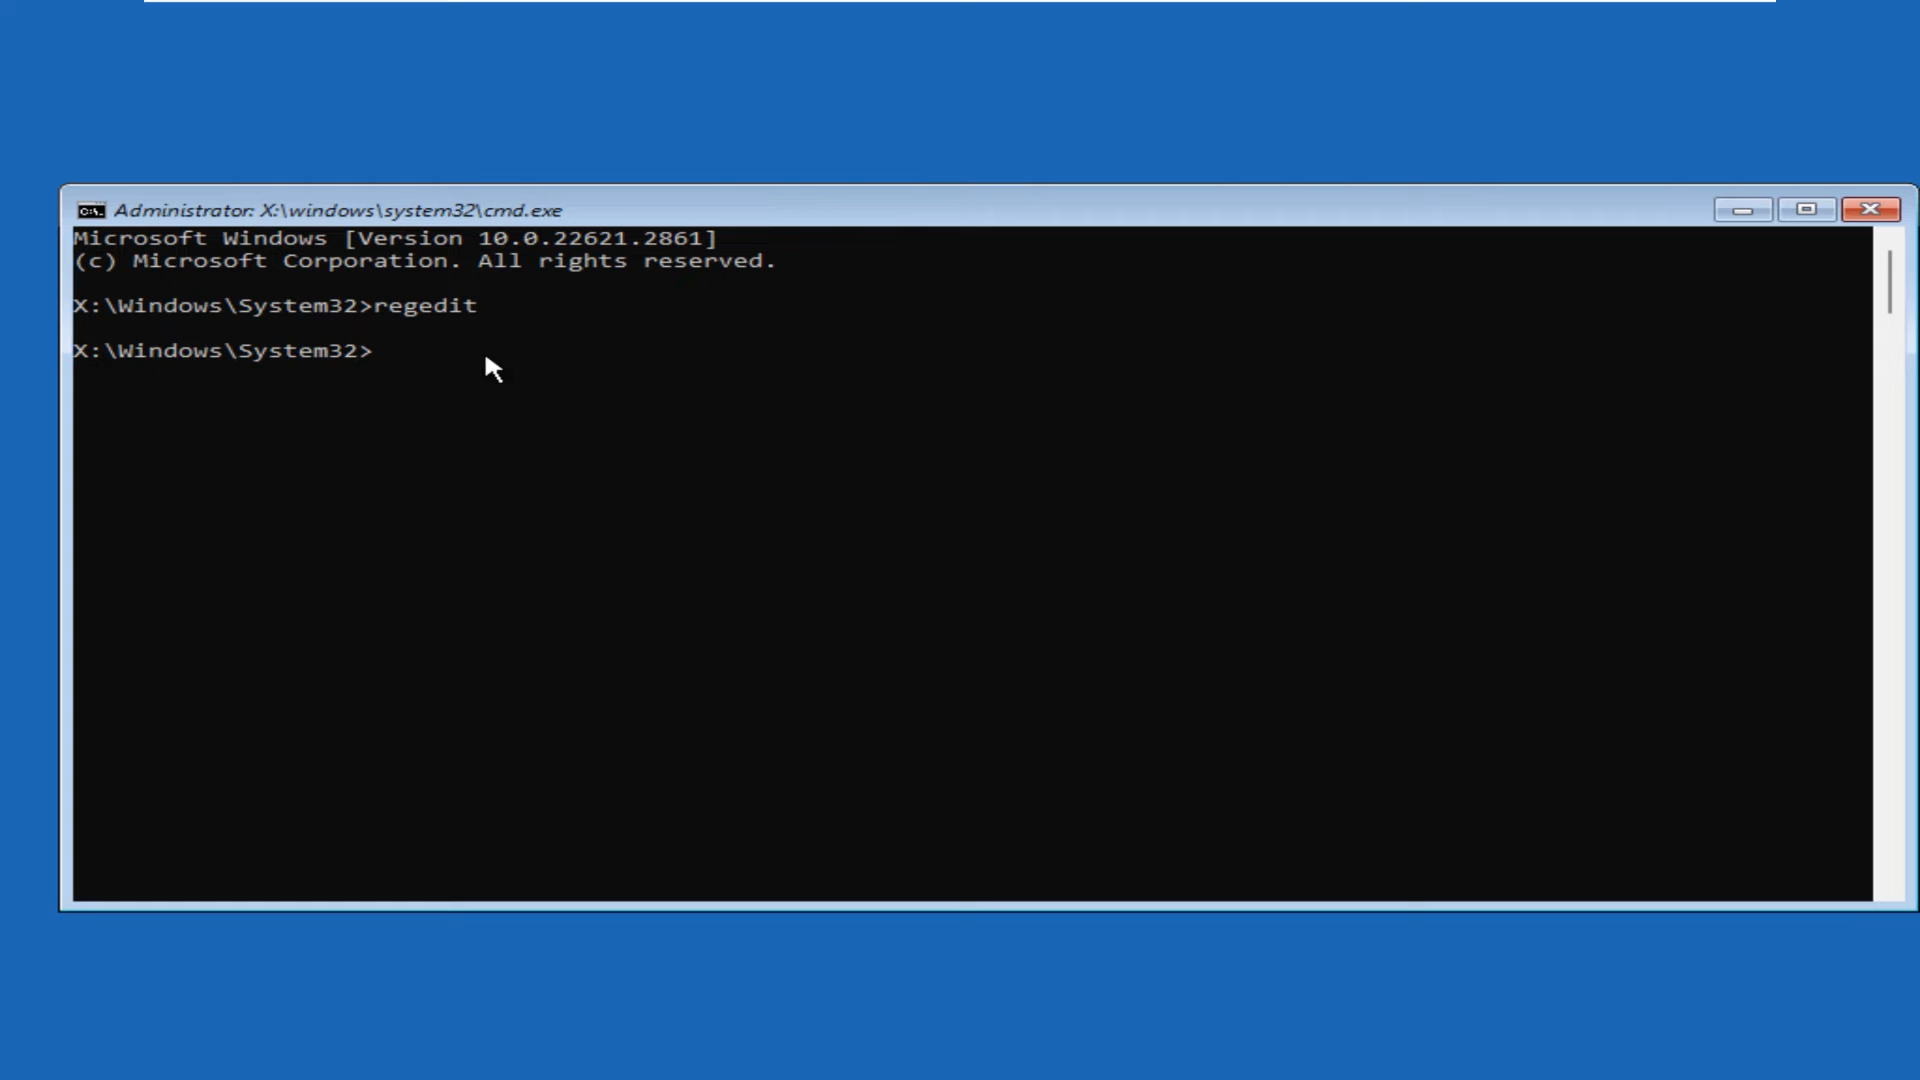 Administrator: X:\windows\system32\cmd.exe
Microsoft Windows [Version 10.0.22621.2861]
(c) Microsoft Corporation. All rights reserved.
X:\Windows\System32>regedit
X:\Windows\System32>